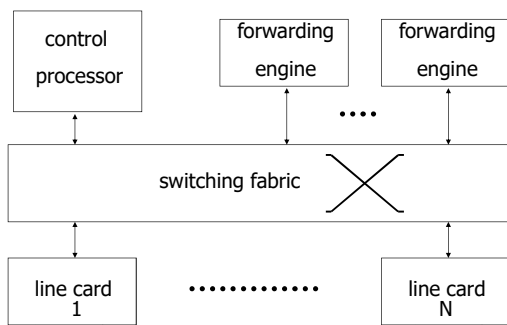 control
processor
forwarding
engine
forwarding
engine
switching fabric
line card
1
line card
N